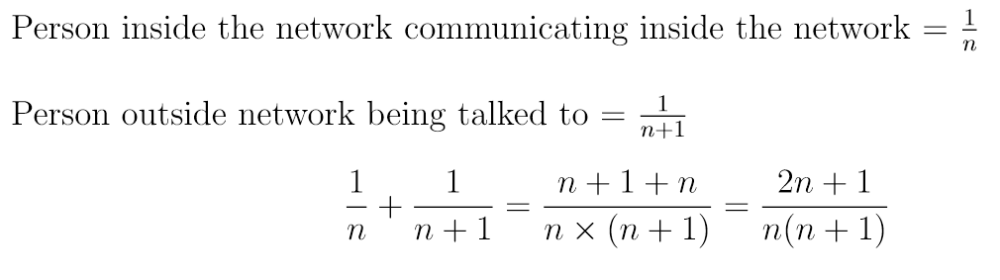 Person inside the network communicating inside the network = \frac{1}{n}
Person outside network being talked to = \frac{1}{n+1}
\frac{1}{n} + \frac{1}{n+1} = \frac{n+1+n}{n \times (n+1)} = \frac{2n+1}{n(n+1)}